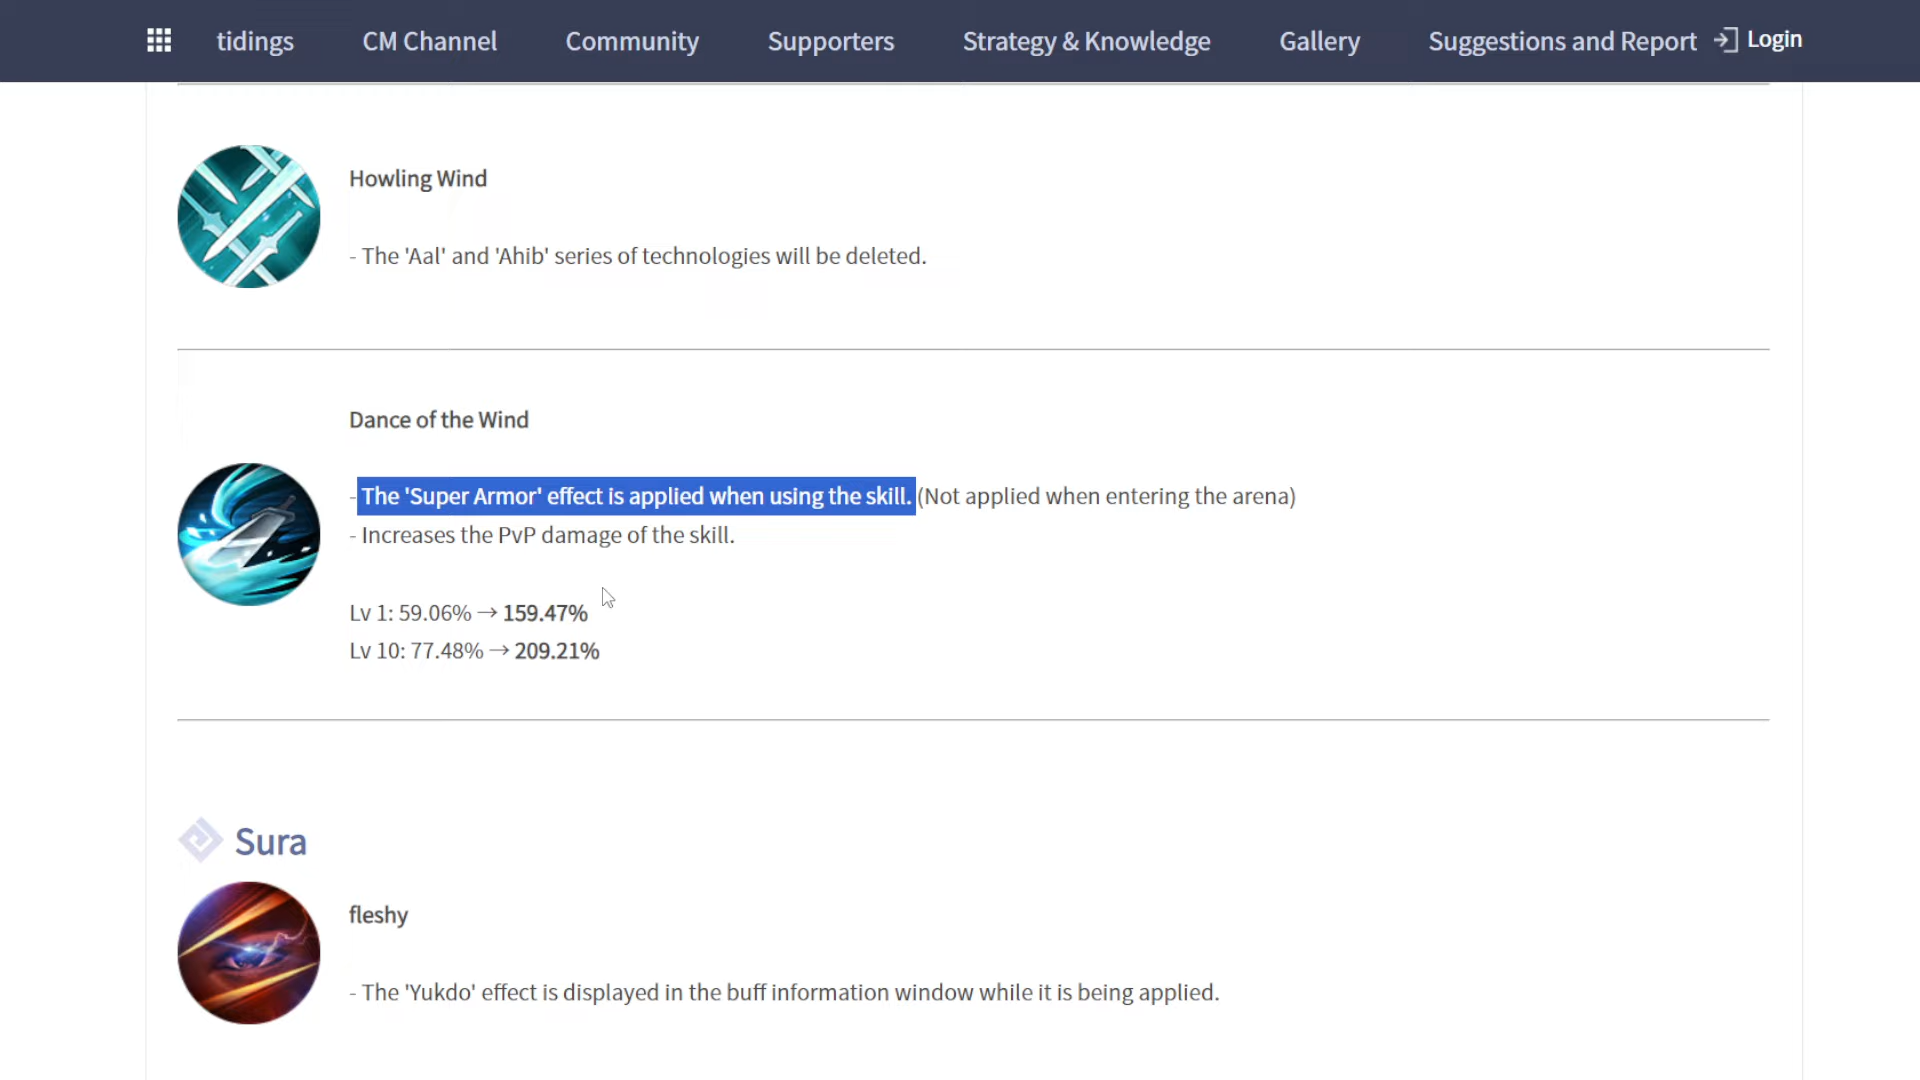 tidings CM Channel Community Supporters Strategy & Knowledge Gallery Suggestions and Report Login
Howling Wind
- The 'Aal' and 'Ahib' series of technologies will be deleted.
Dance of the Wind
- The 'Super Armor' effect is applied when using the skill. (Not applied when entering the arena)
- Increases the PvP damage of the skill.
Lv 1: 59.06% → 159.47%
Lv 10: 77.48% → 209.21%
Sura
fleshy
- The 'Yukdo' effect is displayed in the buff information window while it is being applied.